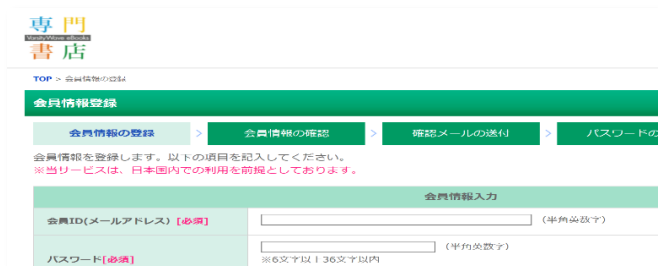 専門
VarsityWave eBooks
書店
TOP > 会員情報の登録
会員情報登録
会員情報の登録 > 会員情報の確認 > 確認メールの送付 > パスワードの
会員情報を登録します。以下の項目を記入してください。
※当サービスは、日本国内での利用を前提としております。
会員情報入力
会員ID(メールアドレス) [必須] (半角英数字)
パスワード[必須] (半角英数字)
※6文字以上36文字以内